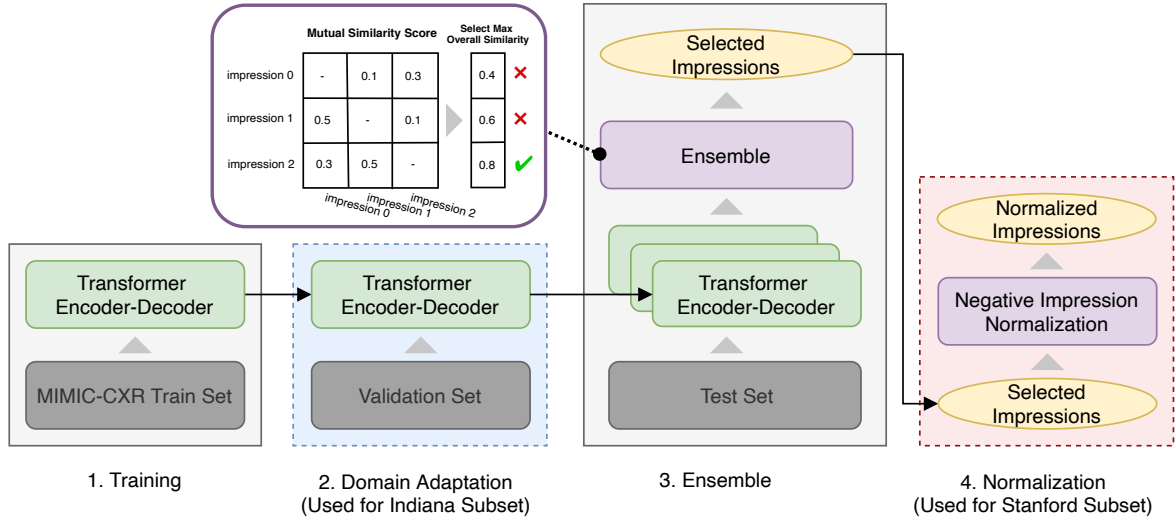 Mutual Similarity Score
Select Max
Overall Similarity
impression 0
-
0.1
0.3
0.4
impression 1
0.5
-
0.1
0.6
impression 2
0.3
0.5
-
0.8
impression 0
impression 1
impression 2
Selected
Impressions
Ensemble
Transformer
Encoder-Decoder
MIMIC-CXR Train Set
Transformer
Encoder-Decoder
Validation Set
Transformer
Encoder-Decoder
Test Set
Normalized
Impressions
Negative Impression
Normalization
Selected
Impressions
1. Training
2. Domain Adaptation
(Used for Indiana Subset)
3. Ensemble
4. Normalization
(Used for Stanford Subset)